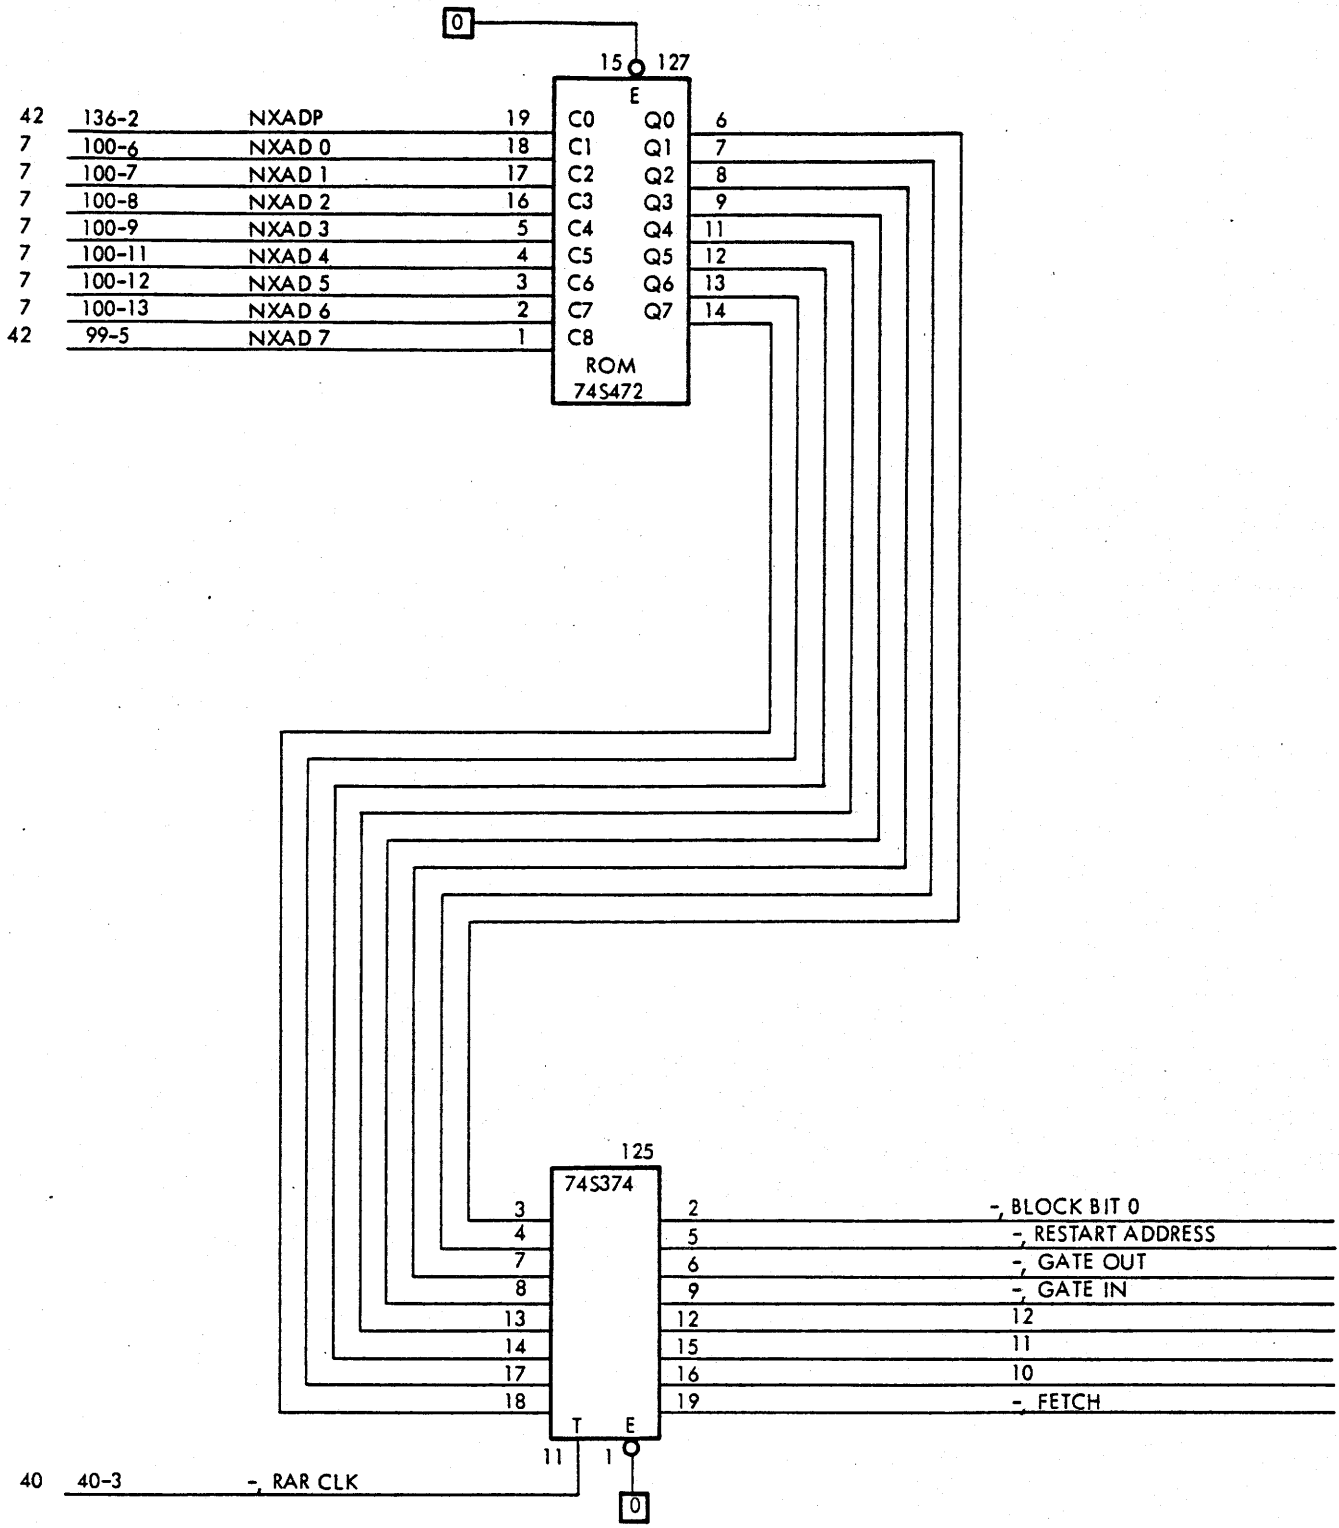 0
15 127
E
42 136-2 NXADP 19 C0 Q0 6
7 100-6 NXAD 0 18 C1 Q1 7
7 100-7 NXAD 1 17 C2 Q2 8
7 100-8 NXAD 2 16 C3 Q3 9
7 100-9 NXAD 3 5 C4 Q4 11
7 100-11 NXAD 4 4 C5 Q5 12
7 100-12 NXAD 5 3 C6 Q6 13
7 100-13 NXAD 6 2 C7 Q7 14
42 99-5 NXAD 7 1 C8
ROM
74S472
125
74S374
3 2 -, BLOCK BIT 0
4 5 -, RESTART ADDRESS
7 6 -, GATE OUT
8 9 -, GATE IN
13 12 12
14 15 11
17 16 10
18 19 -, FETCH
T E
11 1
40 40-3 -, RAR CLK
0